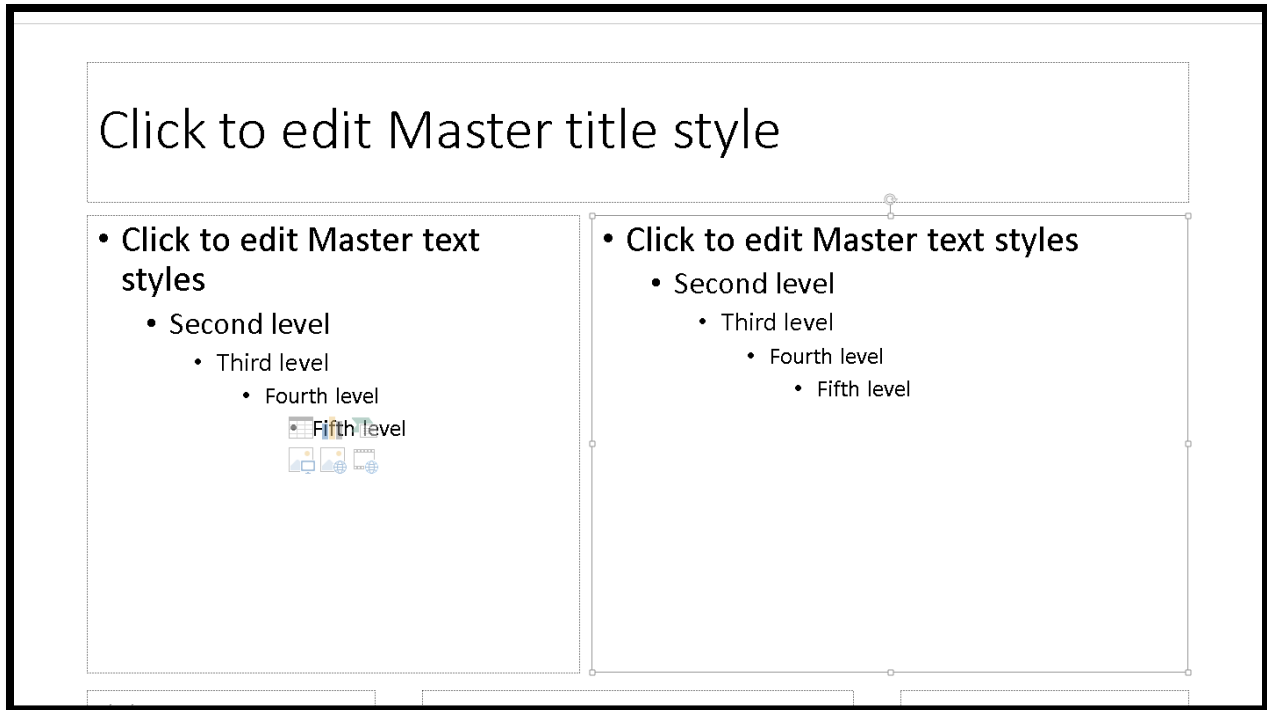 Click to edit Master title style
• Click to edit Master text
styles
• Second level
• Third level
• Fourth level
• Fifth level
• Click to edit Master text styles
• Second level
• Third level
• Fourth level
• Fifth level